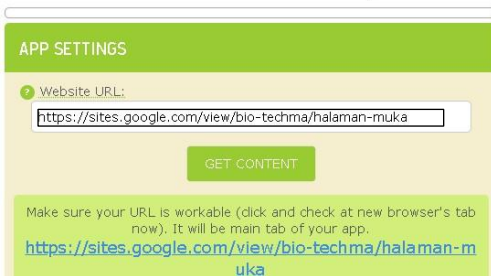 APP SETTINGS
? Website URL:
https://sites.google.com/view/bio-techma/halaman-muka
GET CONTENT
Make sure your URL is workable (click and check at new browser's tab
now). It will be main tab of your app.
https://sites.google.com/view/bio-techma/halaman-m
uka